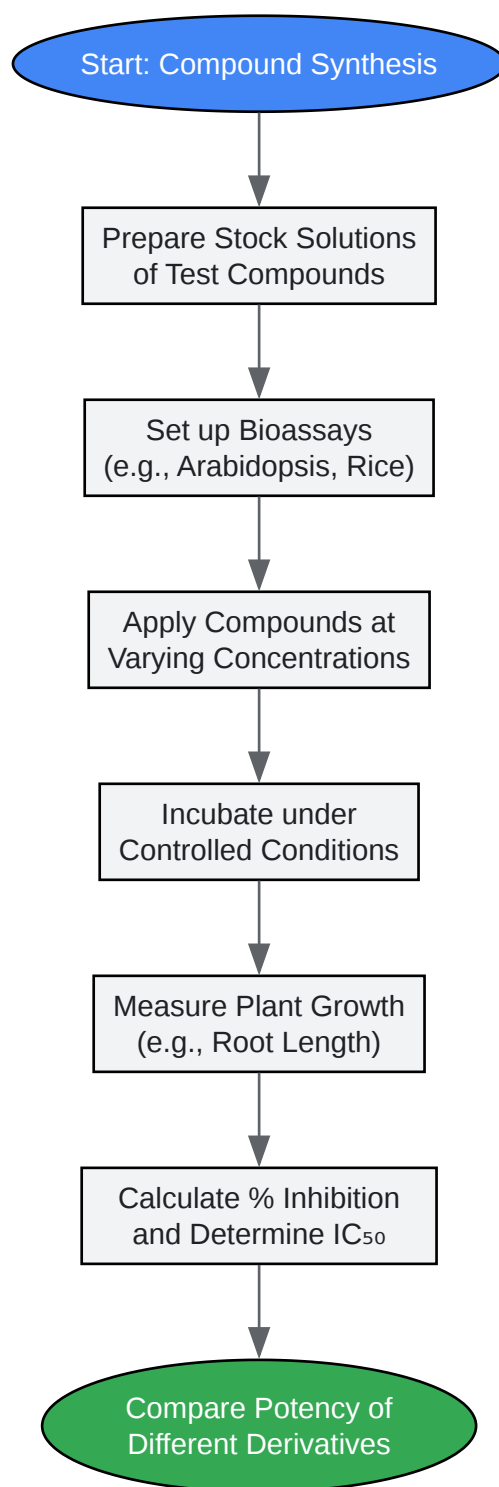 Start: Compound Synthesis
Prepare Stock Solutions
of Test Compounds
Set up Bioassays
(e.g., Arabidopsis, Rice)
Apply Compounds at
Varying Concentrations
Incubate under
Controlled Conditions
Measure Plant Growth
(e.g., Root Length)
Calculate % Inhibition
and Determine IC₅₀
Compare Potency of
Different Derivatives